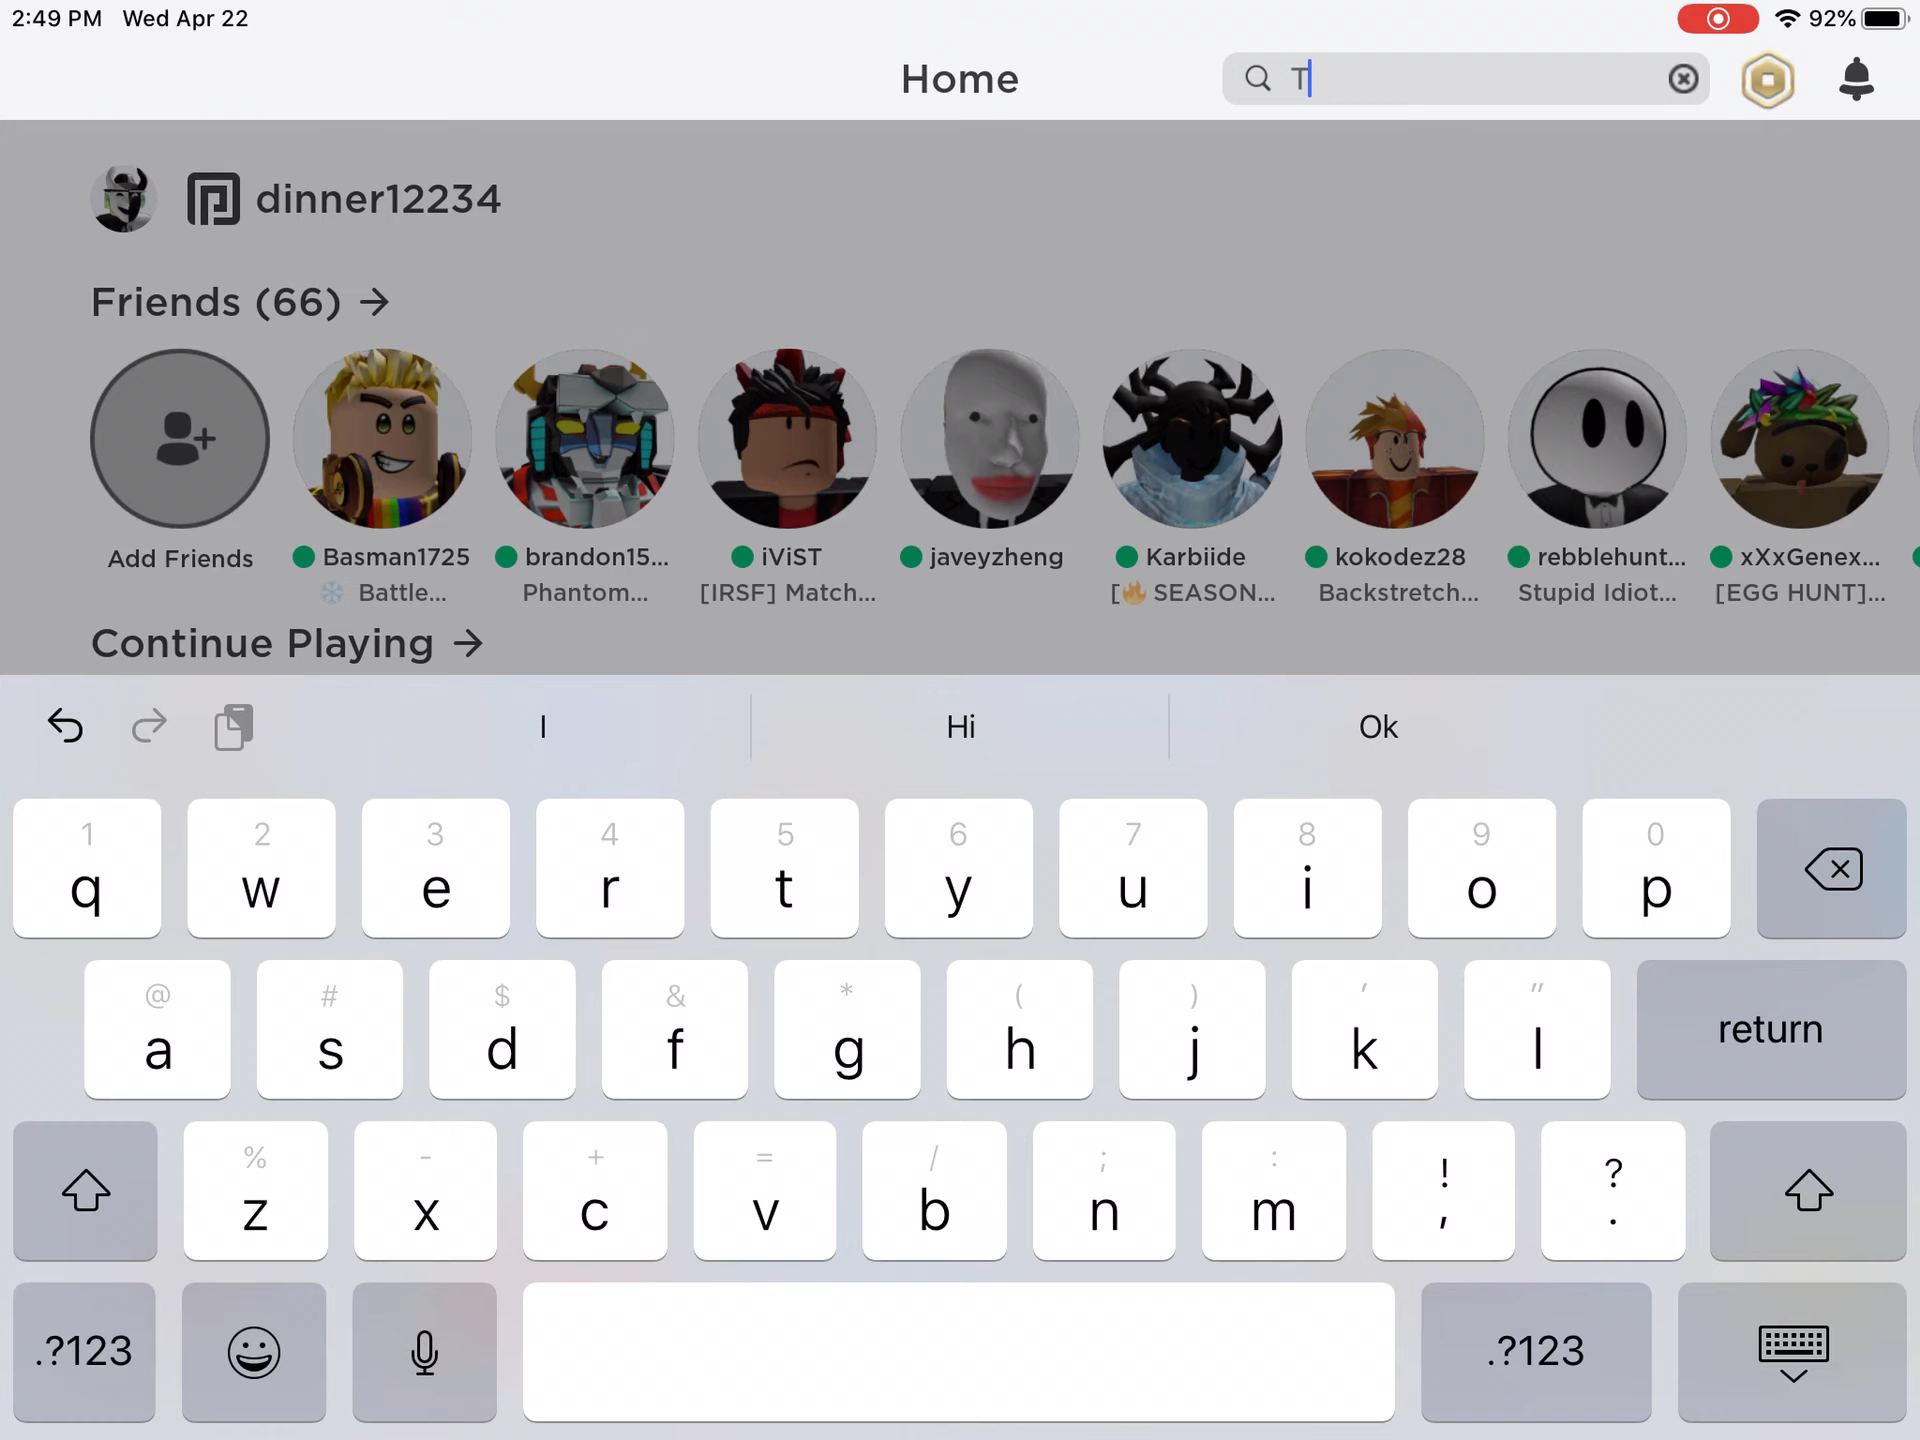 2:49 PM Wed Apr 22 92%
Home T
dinner12234
Friends (66) →
Add Friends Basman1725 brandon15... iViST javeyzheng Karbiide kokodez28 rebblehunt... xXxGenex...
❄️ Battle... Phantom... [IRSF] Match... [🔥 SEASON... Backstretch... Stupid Idiot... [EGG HUNT]...
Continue Playing →
I Hi Ok
1 2 3 4 5 6 7 8 9 0
q w e r t y u i o p
@ # $ & * ( ) ' "
a s d f g h j k l return
% - + = / ; : ! ?
z x c v b n m , .
.?123 .?123